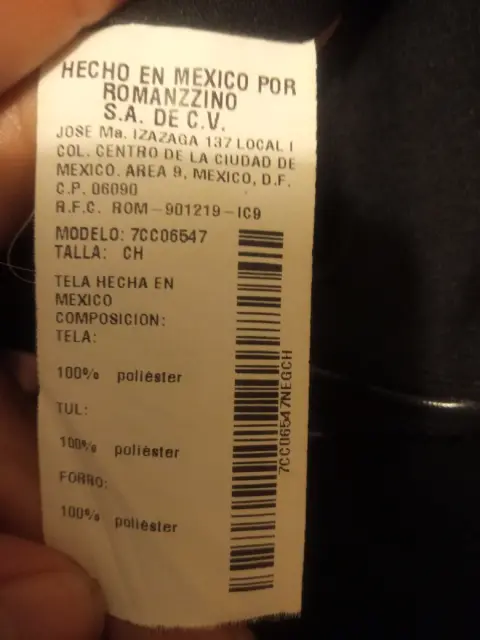 HECHO EN MEXICO POR
ROMANZZINO
S.A. DE C.V.
JOSE Ma. IZAZAGA 137 LOCAL I
COL. CENTRO DE LA CIUDAD DE
MEXICO. AREA 9, MEXICO, D.F.
C.P. 06090
R.F.C. ROM-901219-IC9
MODELO: 7CC06547
TALLA: CH
TELA HECHA EN
MEXICO
COMPOSICION:
TELA:
100% poliéster
TUL:
100% poliéster
FORRO:
100% poliéster
7CC06547NEGCH